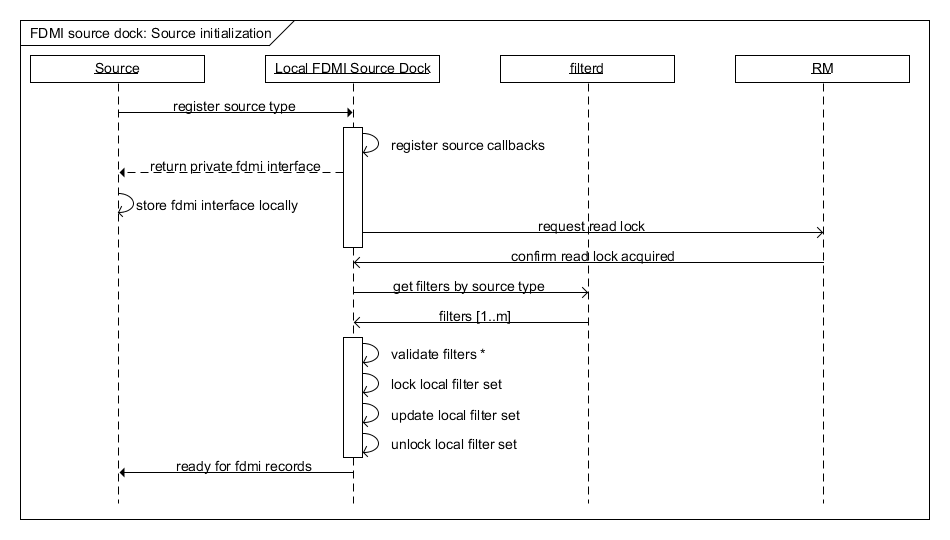 FDMI source dock: Source initialization
Source
Local FDMI Source Dock
filterd
RM
register source type
register source callbacks
return private fdmi interface
store fdmi interface locally
request read lock
confirm read lock acquired
get filters by source type
filters [1..m]
validate filters *
lock local filter set
update local filter set
unlock local filter set
ready for fdmi records